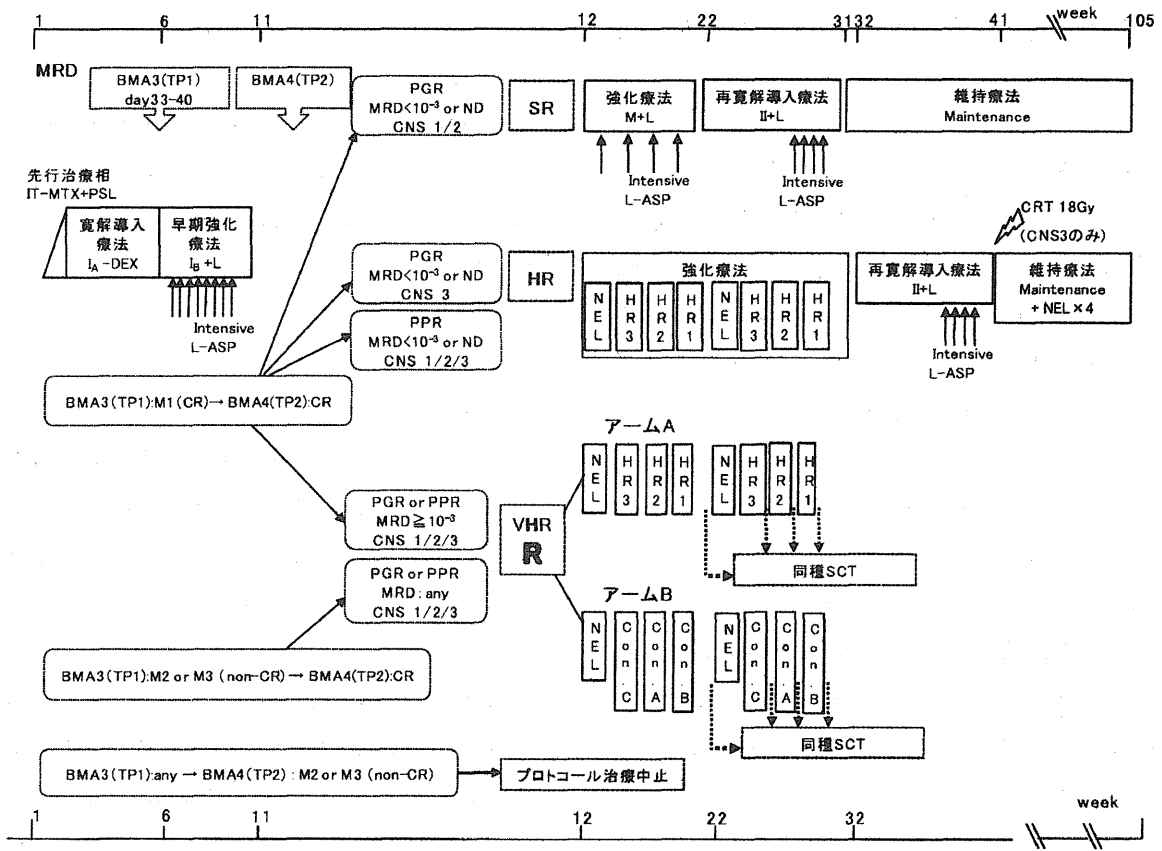 week
1 6 11 12 22 31 32 41 105
MRD
BMA3(TP1)
day33-40
BMA4(TP2)
PGR
MRD<10⁻³ or ND
CNS 1/2
SR
強化療法
M+L
再寛解導入療法
II+L
維持療法
Maintenance
Intensive
L-ASP
Intensive
L-ASP
先行治療相
IT-MTX+PSL
寛解導入
療法
I_A-DEX
早期強化
療法
I_B+L
Intensive
L-ASP
PGR
MRD<10⁻³ or ND
CNS 3
PPR
MRD<10⁻³ or ND
CNS 1/2/3
HR
強化療法
NEL HR3 HR2 HR1 NEL HR3 HR2 HR1
再寛解導入療法
II+L
Intensive
L-ASP
CRT 18Gy
(CNS3のみ)
維持療法
Maintenance
+ NEL×4
BMA3(TP1):M1(CR)→BMA4(TP2):CR
PGR or PPR
MRD≧10⁻³
CNS 1/2/3
PGR or PPR
MRD:any
CNS 1/2/3
VHR
R
アームA
NEL HR3 HR2 HR1 NEL HR3 HR2 HR1
同種SCT
アームB
NEL Con.C Con.A Con.B NEL Con.C Con.A Con.B
同種SCT
BMA3(TP1):M2 or M3 (non-CR)→BMA4(TP2):CR
BMA3(TP1):any → BMA4(TP2) : M2 or M3 (non-CR)
プロトコール治療中止
week
1 6 11 12 22 32